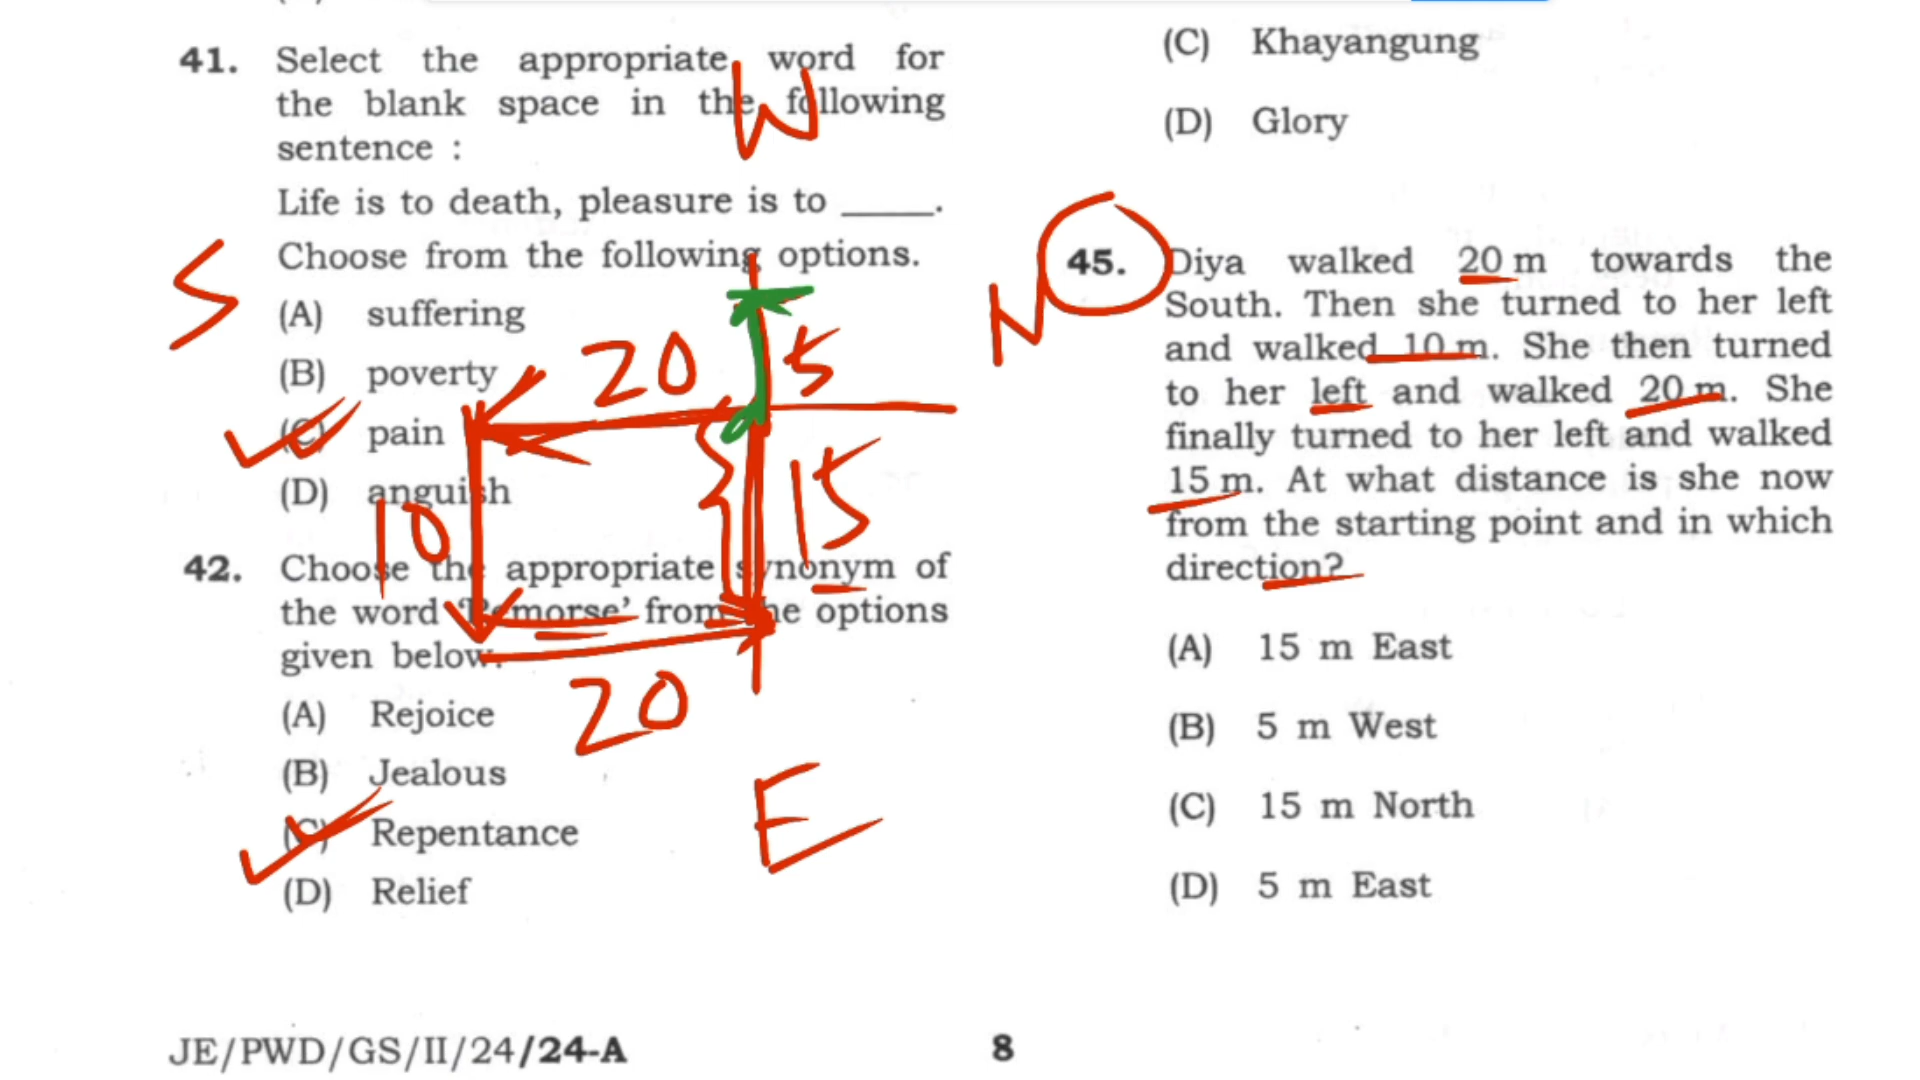 41. Select the appropriate word for
the blank space in the following
sentence :
Life is to death, pleasure is to _____.
Choose from the following options.
(A) suffering
(B) poverty
(C) pain
(D) anguish
42. Choose the appropriate synonym of
the word 'Remorse' from the options
given below.
(A) Rejoice
(B) Jealous
(C) Repentance
(D) Relief
W
S
N
E
20
5
10
15
20
(C) Khayangung
(D) Glory
45. Diya walked 20 m towards the
South. Then she turned to her left
and walked 10 m. She then turned
to her left and walked 20 m. She
finally turned to her left and walked
15 m. At what distance is she now
from the starting point and in which
direction?
(A) 15 m East
(B) 5 m West
(C) 15 m North
(D) 5 m East
JE/PWD/GS/II/24/24-A
8